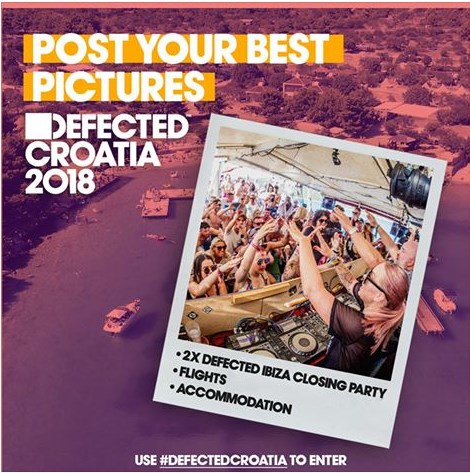 POST YOUR BEST
PICTURES
DEFECTED
CROATIA
2018
• 2X DEFECTED IBIZA CLOSING PARTY
• FLIGHTS
• ACCOMMODATION
USE #DEFECTEDCROATIA TO ENTER